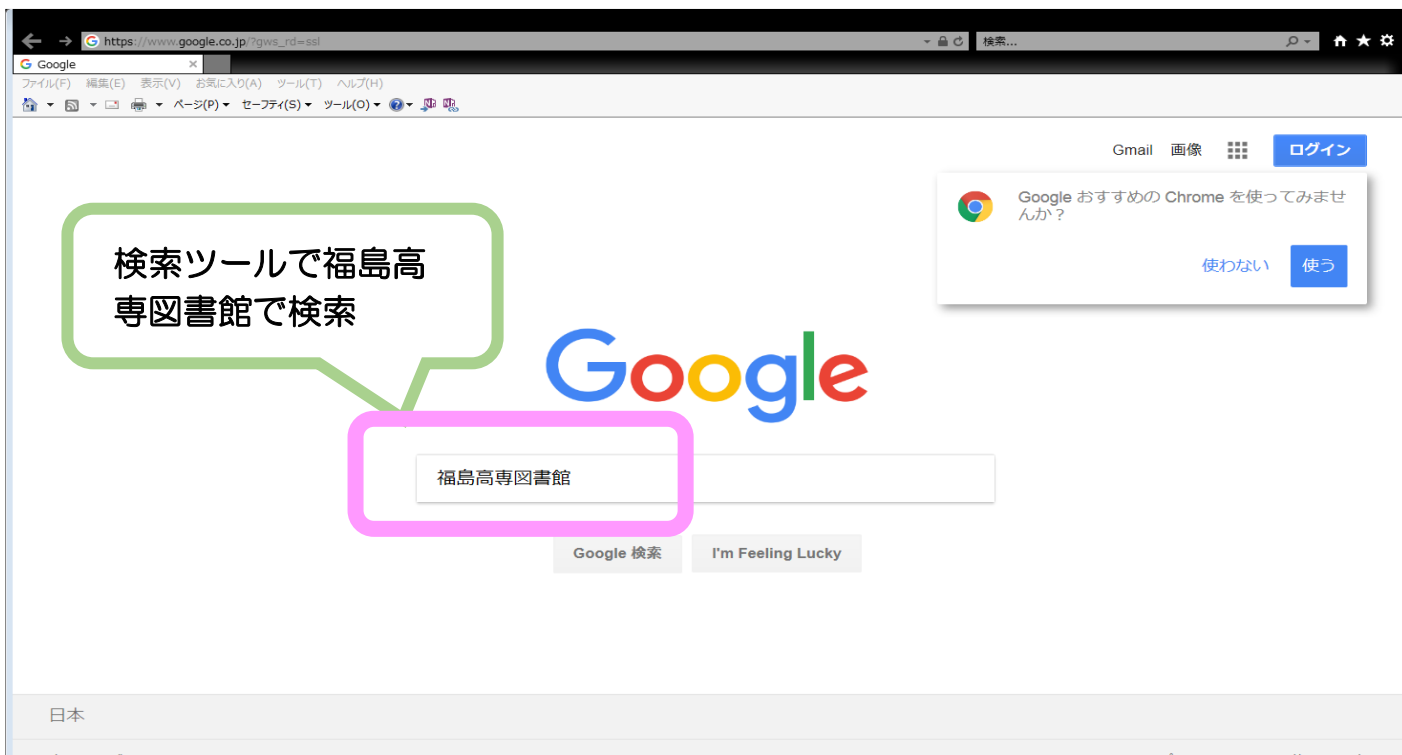 https://www.google.co.jp/?gws_rd=ssl
検索...
Google
ファイル(F) 編集(E) 表示(V) お気に入り(A) ツール(T) ヘルプ(H)
ページ(P) セーフティ(S) ツール(O)
Gmail 画像 ログイン
Google おすすめの Chrome を使ってみませ
んか？
使わない 使う
検索ツールで福島高
専図書館で検索
Google
福島高専図書館
Google 検索 I'm Feeling Lucky
日本